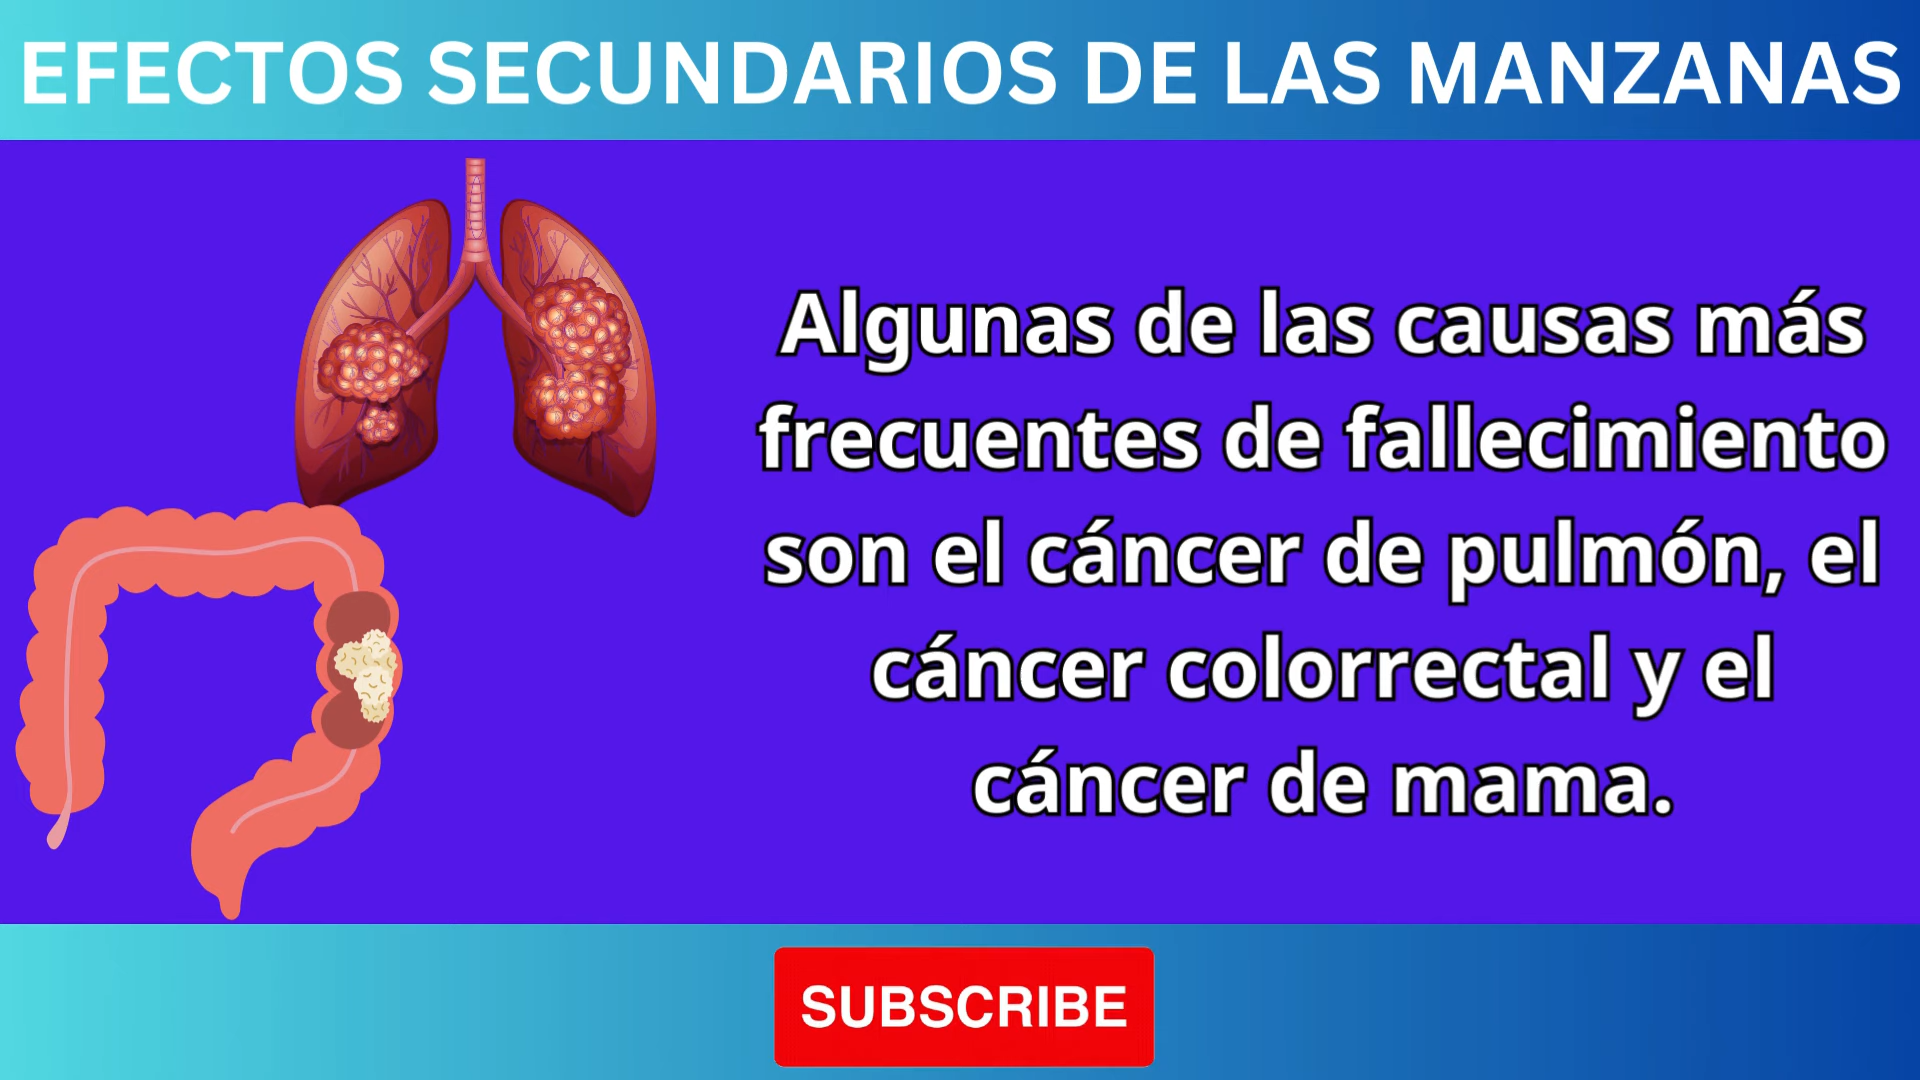 EFECTOS SECUNDARIOS DE LAS MANZANAS
Algunas de las causas más
frecuentes de fallecimiento
son el cáncer de pulmón, el
cáncer colorrectal y el
cáncer de mama.
SUBSCRIBE